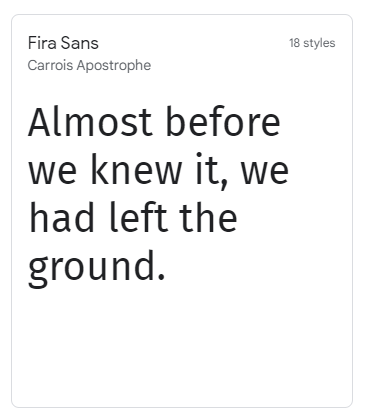 Fira Sans
18 styles
Carrois Apostrophe
Almost before
we knew it, we
had left the
ground.